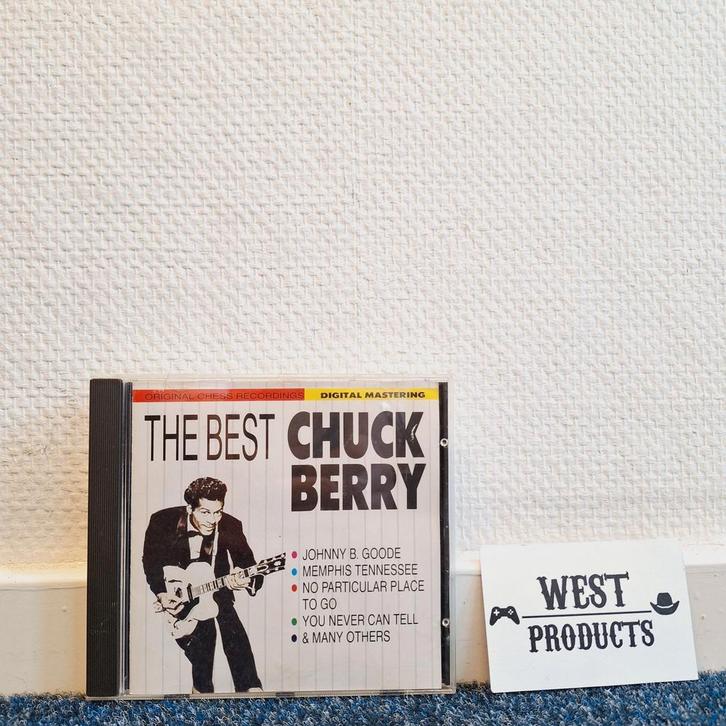 ORIGINAL CHESS RECORDINGS DIGITAL MASTERING
THE BEST CHUCK
BERRY
JOHNNY B. GOODE
MEMPHIS TENNESSEE
NO PARTICULAR PLACE
TO GO
YOU NEVER CAN TELL
& MANY OTHERS
WEST
PRODUCTS